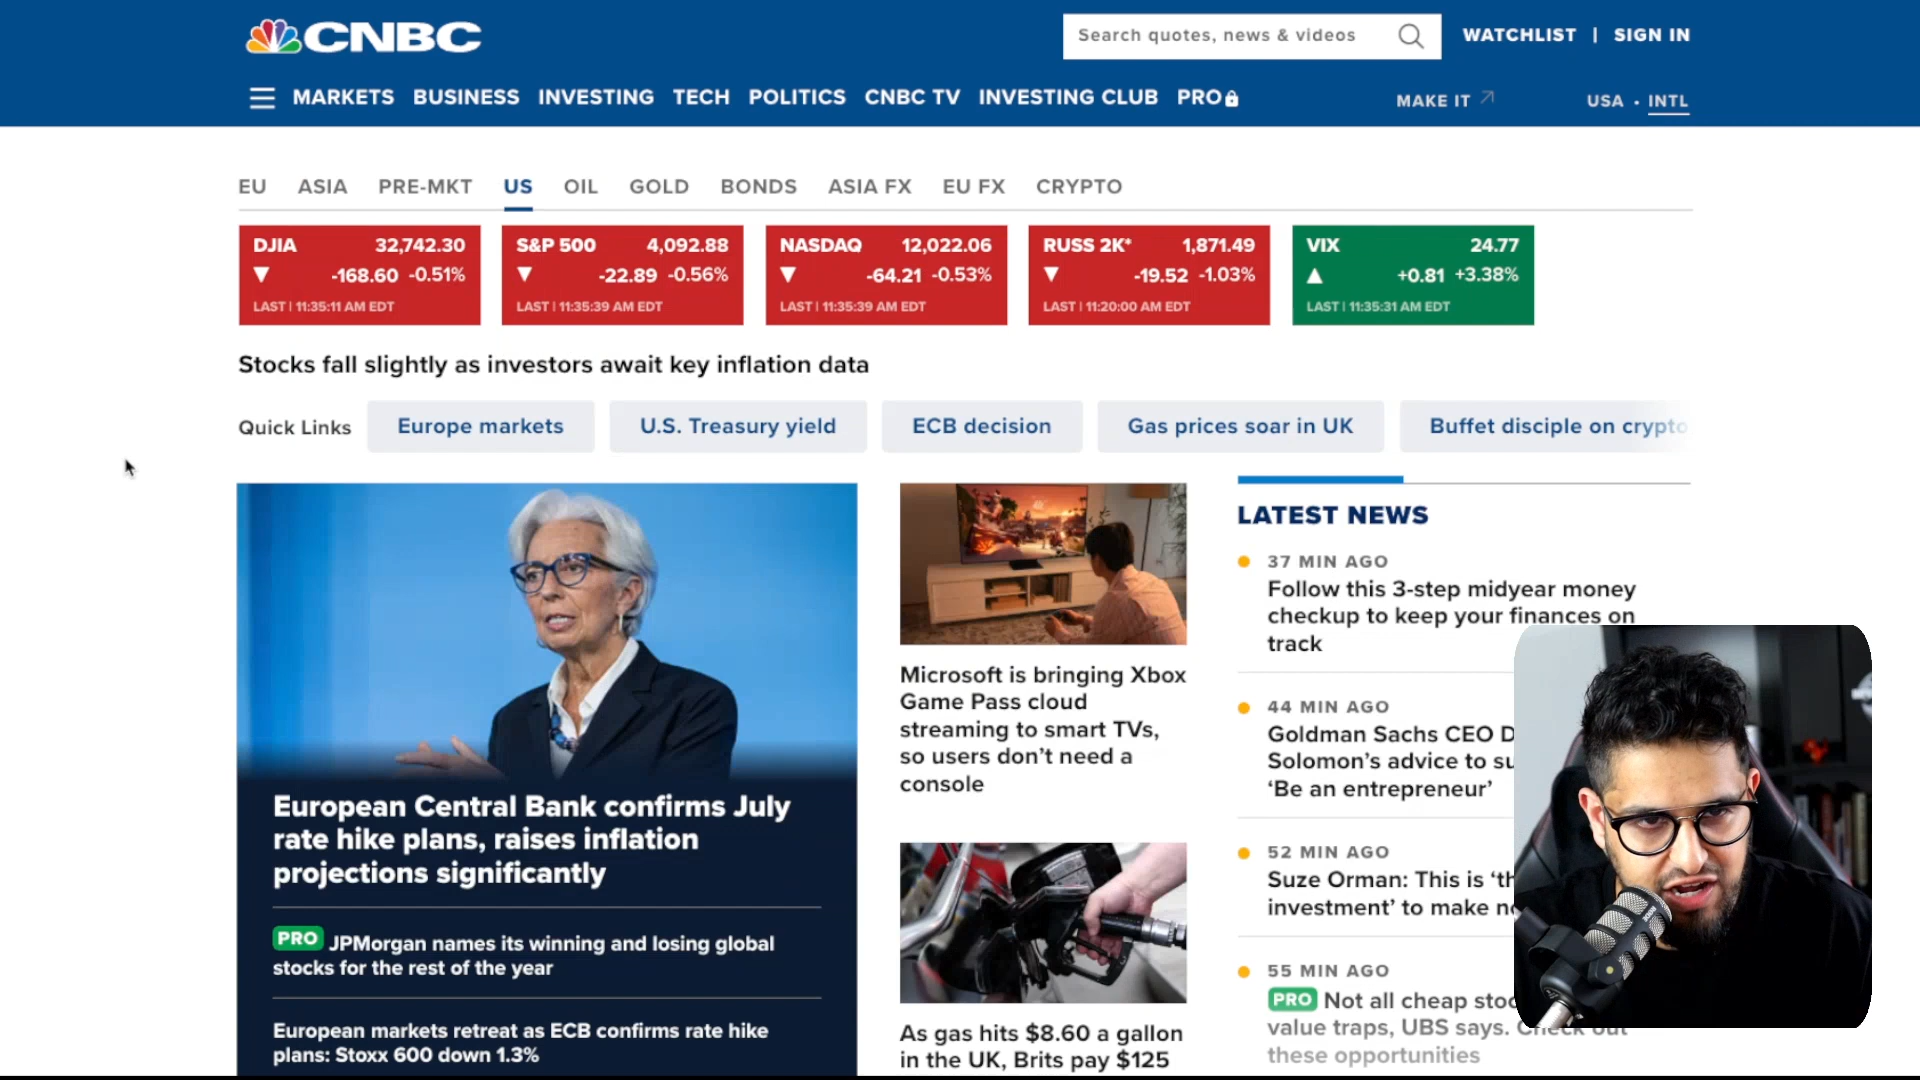 CNBC
Search quotes, news & videos
WATCHLIST | SIGN IN
MARKETS BUSINESS INVESTING TECH POLITICS CNBC TV INVESTING CLUB PRO
MAKE IT
USA • INTL
EU ASIA PRE-MKT US OIL GOLD BONDS ASIA FX EU FX CRYPTO
DJIA 32,742.30
▼ -168.60 -0.51%
LAST | 11:35:11 AM EDT
S&P 500 4,092.88
▼ -22.89 -0.56%
LAST | 11:35:39 AM EDT
NASDAQ 12,022.06
▼ -64.21 -0.53%
LAST | 11:35:39 AM EDT
RUSS 2K* 1,871.49
▼ -19.52 -1.03%
LAST | 11:20:00 AM EDT
VIX 24.77
▲ +0.81 +3.38%
LAST | 11:35:31 AM EDT
Stocks fall slightly as investors await key inflation data
Quick Links
Europe markets
U.S. Treasury yield
ECB decision
Gas prices soar in UK
Buffet disciple on crypto
European Central Bank confirms July
rate hike plans, raises inflation
projections significantly
PRO JPMorgan names its winning and losing global
stocks for the rest of the year
European markets retreat as ECB confirms rate hike
plans: Stoxx 600 down 1.3%
Microsoft is bringing Xbox
Game Pass cloud
streaming to smart TVs,
so users don't need a
console
As gas hits $8.60 a gallon
in the UK, Brits pay $125
LATEST NEWS
37 MIN AGO
Follow this 3-step midyear money
checkup to keep your finances on
track
44 MIN AGO
Goldman Sachs CEO D
Solomon's advice to su
'Be an entrepreneur'
52 MIN AGO
Suze Orman: This is 'th
investment' to make
55 MIN AGO
PRO Not all cheap stoc
value traps, UBS says. Check out
these opportunities